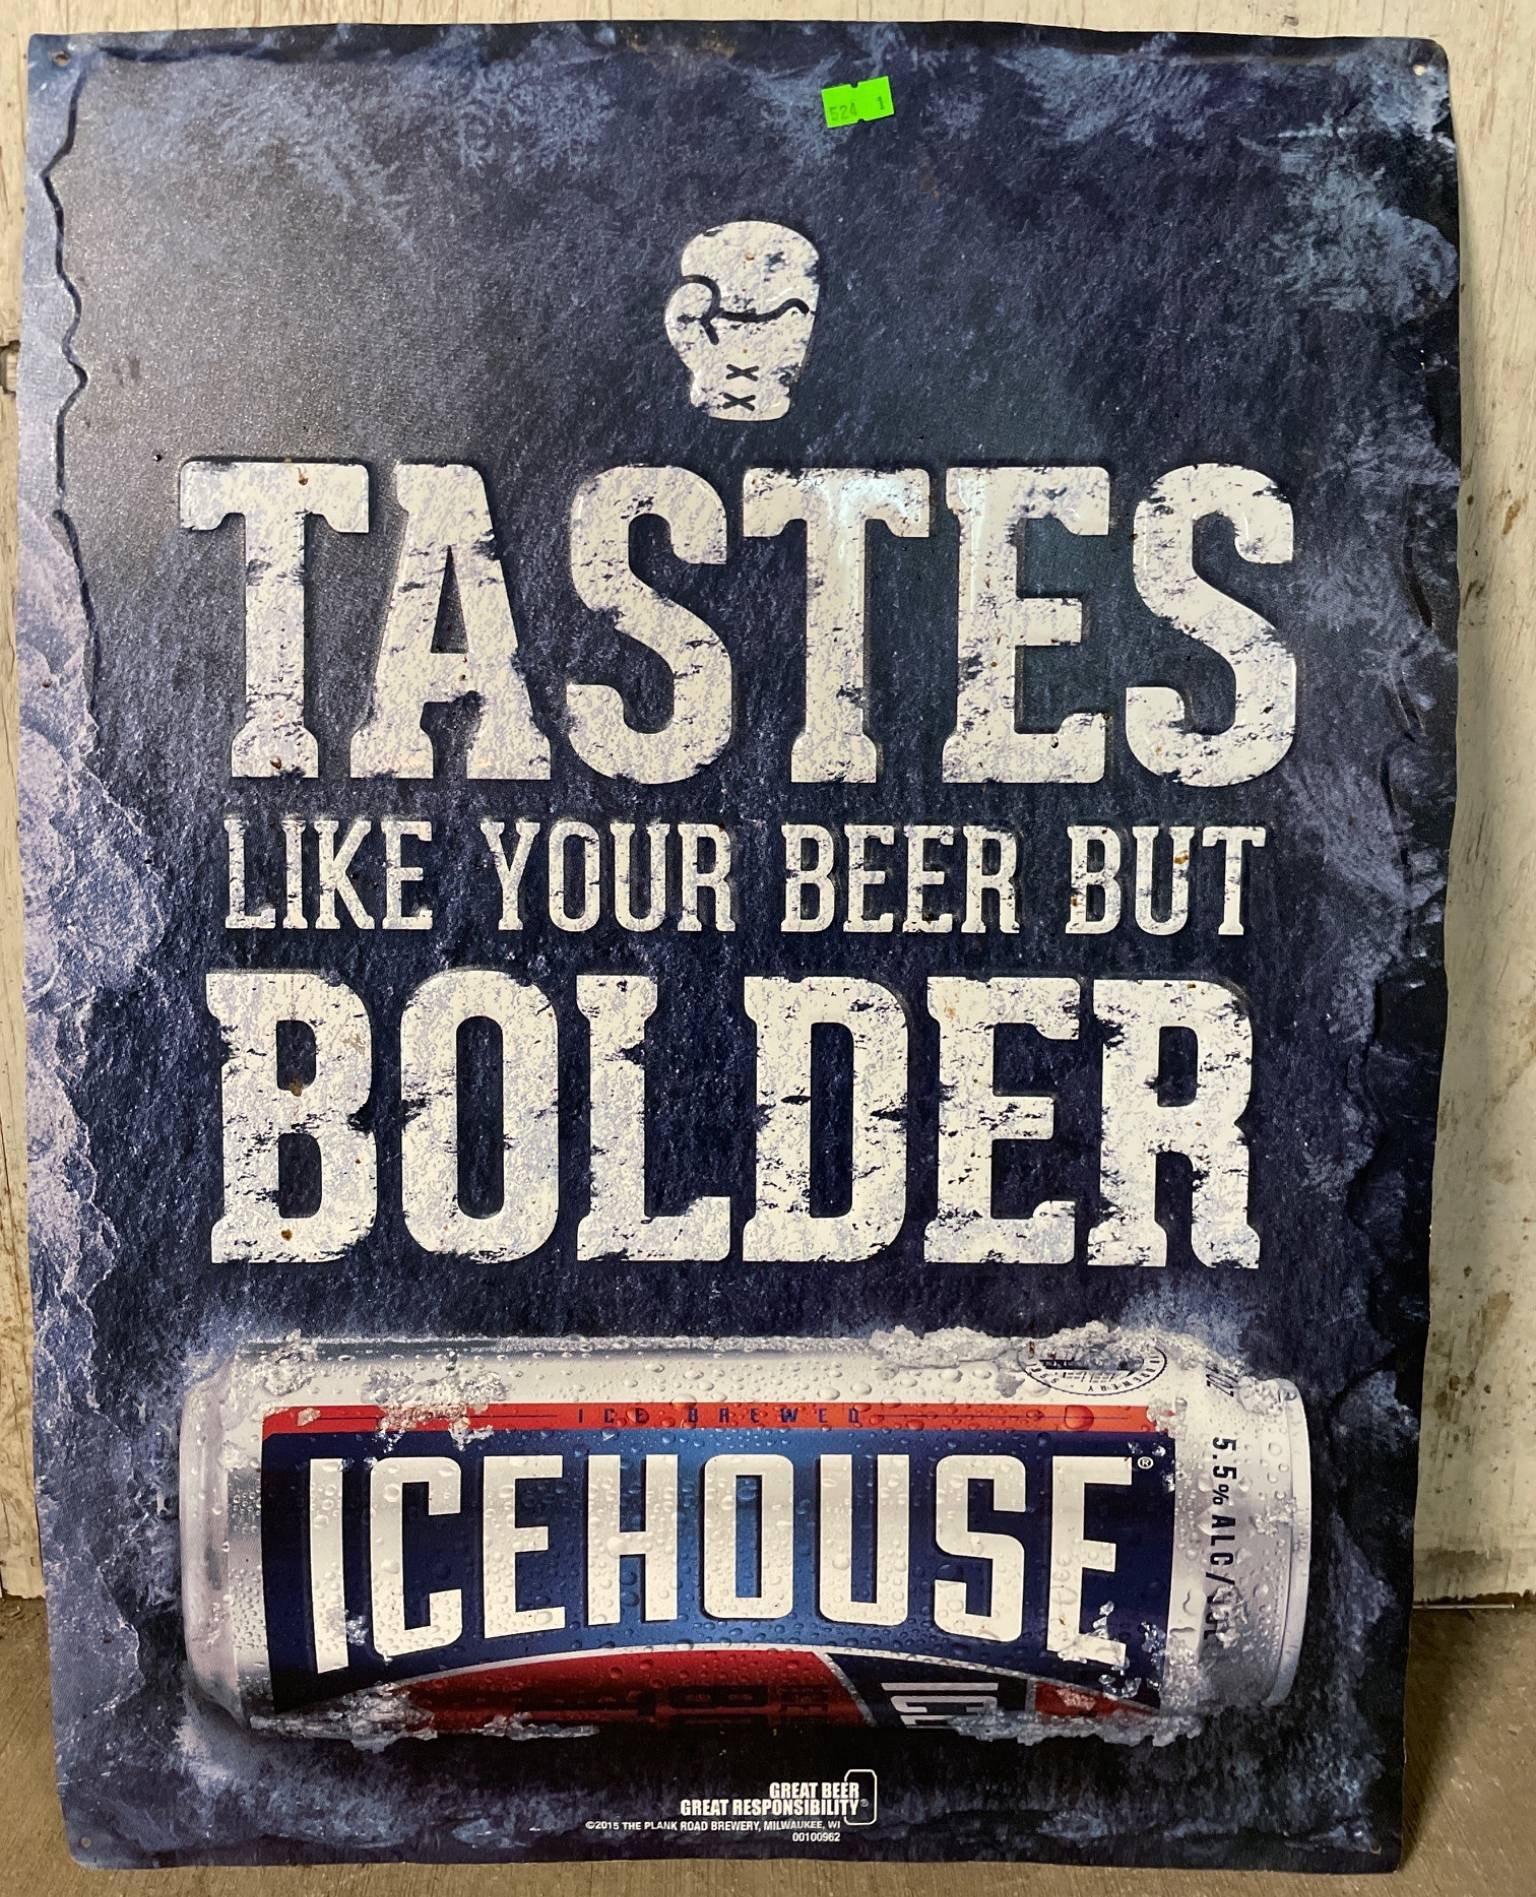 524 1
TASTES
LIKE YOUR BEER BUT
BOLDER
ICE BREWED
ICEHOUSE®
5.5% ALC/
GREAT BEER
GREAT RESPONSIBILITY®
©2015 THE PLANK ROAD BREWERY, MILWAUKEE, WI
00100962